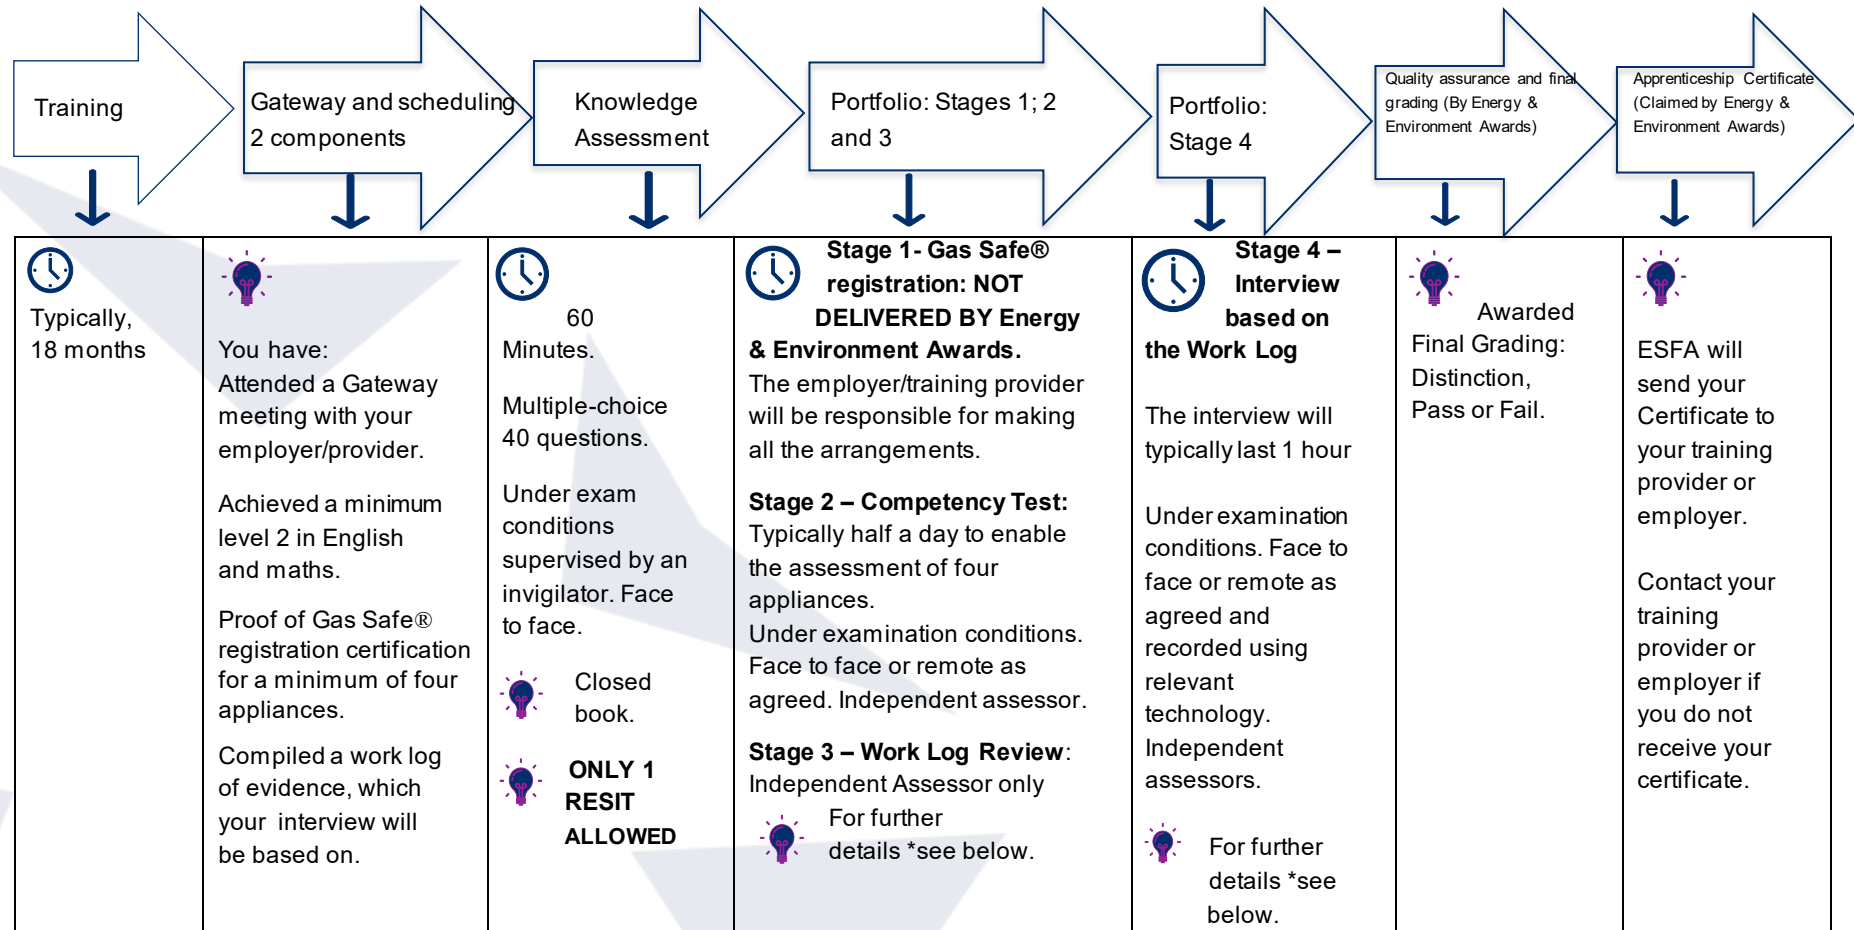 Training
Gateway and scheduling
2 components
Knowledge
Assessment
Portfolio: Stages 1; 2
and 3
Portfolio:
Stage 4
Quality assurance and final
grading (By Energy &
Environment Awards)
Apprenticeship Certificate
(Claimed by Energy &
Environment Awards)
Typically,
18 months
You have:
Attended a Gateway
meeting with your
employer/provider.
Achieved a minimum
level 2 in English
and maths.
Proof of Gas Safe®
registration certification
for a minimum of four
appliances.
Compiled a work log
of evidence, which
your interview will
be based on.
60
Minutes.
Multiple-choice
40 questions.
Under exam
conditions
supervised by an
invigilator. Face
to face.
Closed
book.
ONLY 1
RESIT
ALLOWED
Stage 1- Gas Safe®
registration: NOT
DELIVERED BY Energy
& Environment Awards.
The employer/training provider
will be responsible for making
all the arrangements.
Stage 2 – Competency Test:
Typically half a day to enable
the assessment of four
appliances.
Under examination conditions.
Face to face or remote as
agreed. Independent assessor.
Stage 3 – Work Log Review:
Independent Assessor only
For further
details *see below.
Stage 4 –
Interview
based on
the Work Log
The interview will
typically last 1 hour
Under examination
conditions. Face to
face or remote as
agreed and
recorded using
relevant
technology.
Independent
assessors.
For further
details *see
below.
Awarded
Final Grading:
Distinction,
Pass or Fail.
ESFA will
send your
Certificate to
your training
provider or
employer.
Contact your
training
provider or
employer if
you do not
receive your
certificate.